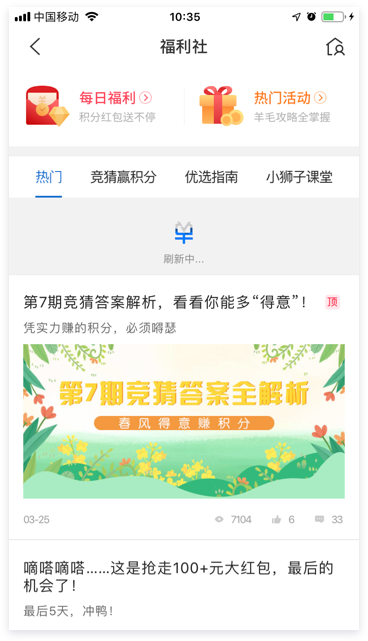 中国移动 10:35
福利社
每日福利
积分红包送不停
热门活动
羊毛攻略全掌握
热门 竞猜赢积分 优选指南 小狮子课堂
刷新中...
第7期竞猜答案解析，看看你能多“得意”！ 顶
凭实力赚的积分，必须嘚瑟
第7期竞猜答案全解析
春风得意赚积分
03-25 7104 6 33
嘀嗒嘀嗒……这是抢走100+元大红包，最后的
机会了！
最后5天，冲鸭！